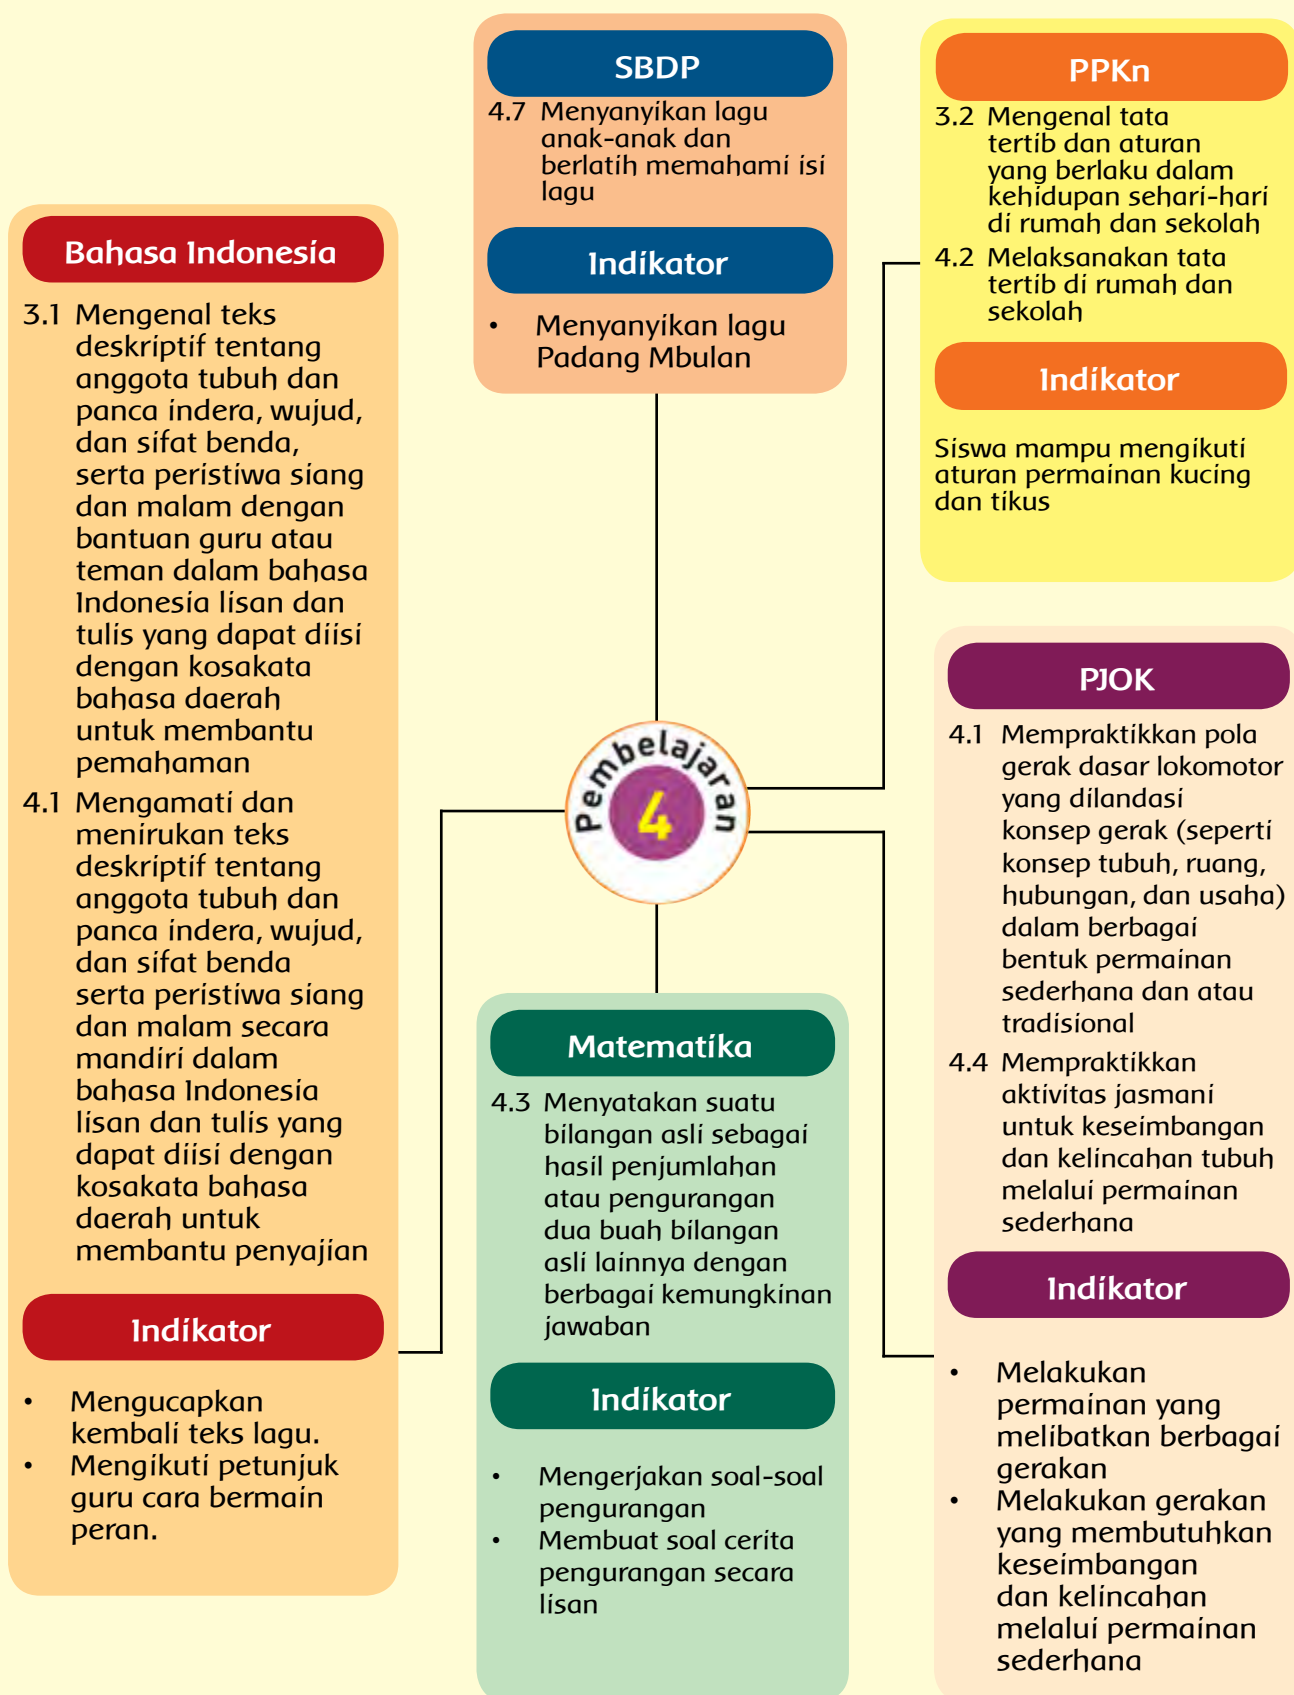 SBDP
4.7 Menyanyikan lagu
anak-anak dan
berlatih memahami isi
lagu
Indikator
• Menyanyikan lagu
Padang Mbulan
PPKn
3.2 Mengenal tata
tertib dan aturan
yang berlaku dalam
kehidupan sehari-hari
di rumah dan sekolah
4.2 Melaksanakan tata
tertib di rumah dan
sekolah
Indikator
Siswa mampu mengikuti
aturan permainan kucing
dan tikus
Bahasa Indonesia
3.1 Mengenal teks
deskriptif tentang
anggota tubuh dan
panca indera, wujud,
dan sifat benda,
serta peristiwa siang
dan malam dengan
bantuan guru atau
teman dalam bahasa
Indonesia lisan dan
tulis yang dapat diisi
dengan kosakata
bahasa daerah
untuk membantu
pemahaman
4.1 Mengamati dan
menirukan teks
deskriptif tentang
anggota tubuh dan
panca indera, wujud,
dan sifat benda
serta peristiwa siang
dan malam secara
mandiri dalam
bahasa Indonesia
lisan dan tulis yang
dapat diisi dengan
kosakata bahasa
daerah untuk
membantu penyajian
Indikator
• Mengucapkan
kembali teks lagu.
• Mengikuti petunjuk
guru cara bermain
peran.
Pembelajaran
4
Matematika
4.3 Menyatakan suatu
bilangan asli sebagai
hasil penjumlahan
atau pengurangan
dua buah bilangan
asli lainnya dengan
berbagai kemungkinan
jawaban
Indikator
• Mengerjakan soal-soal
pengurangan
• Membuat soal cerita
pengurangan secara
lisan
PJOK
4.1 Mempraktikkan pola
gerak dasar lokomotor
yang dilandasi
konsep gerak (seperti
konsep tubuh, ruang,
hubungan, dan usaha)
dalam berbagai
bentuk permainan
sederhana dan atau
tradisional
4.4 Mempraktikkan
aktivitas jasmani
untuk keseimbangan
dan kelincahan tubuh
melalui permainan
sederhana
Indikator
• Melakukan
permainan yang
melibatkan berbagai
gerakan
• Melakukan gerakan
yang membutuhkan
keseimbangan
dan kelincahan
melalui permainan
sederhana